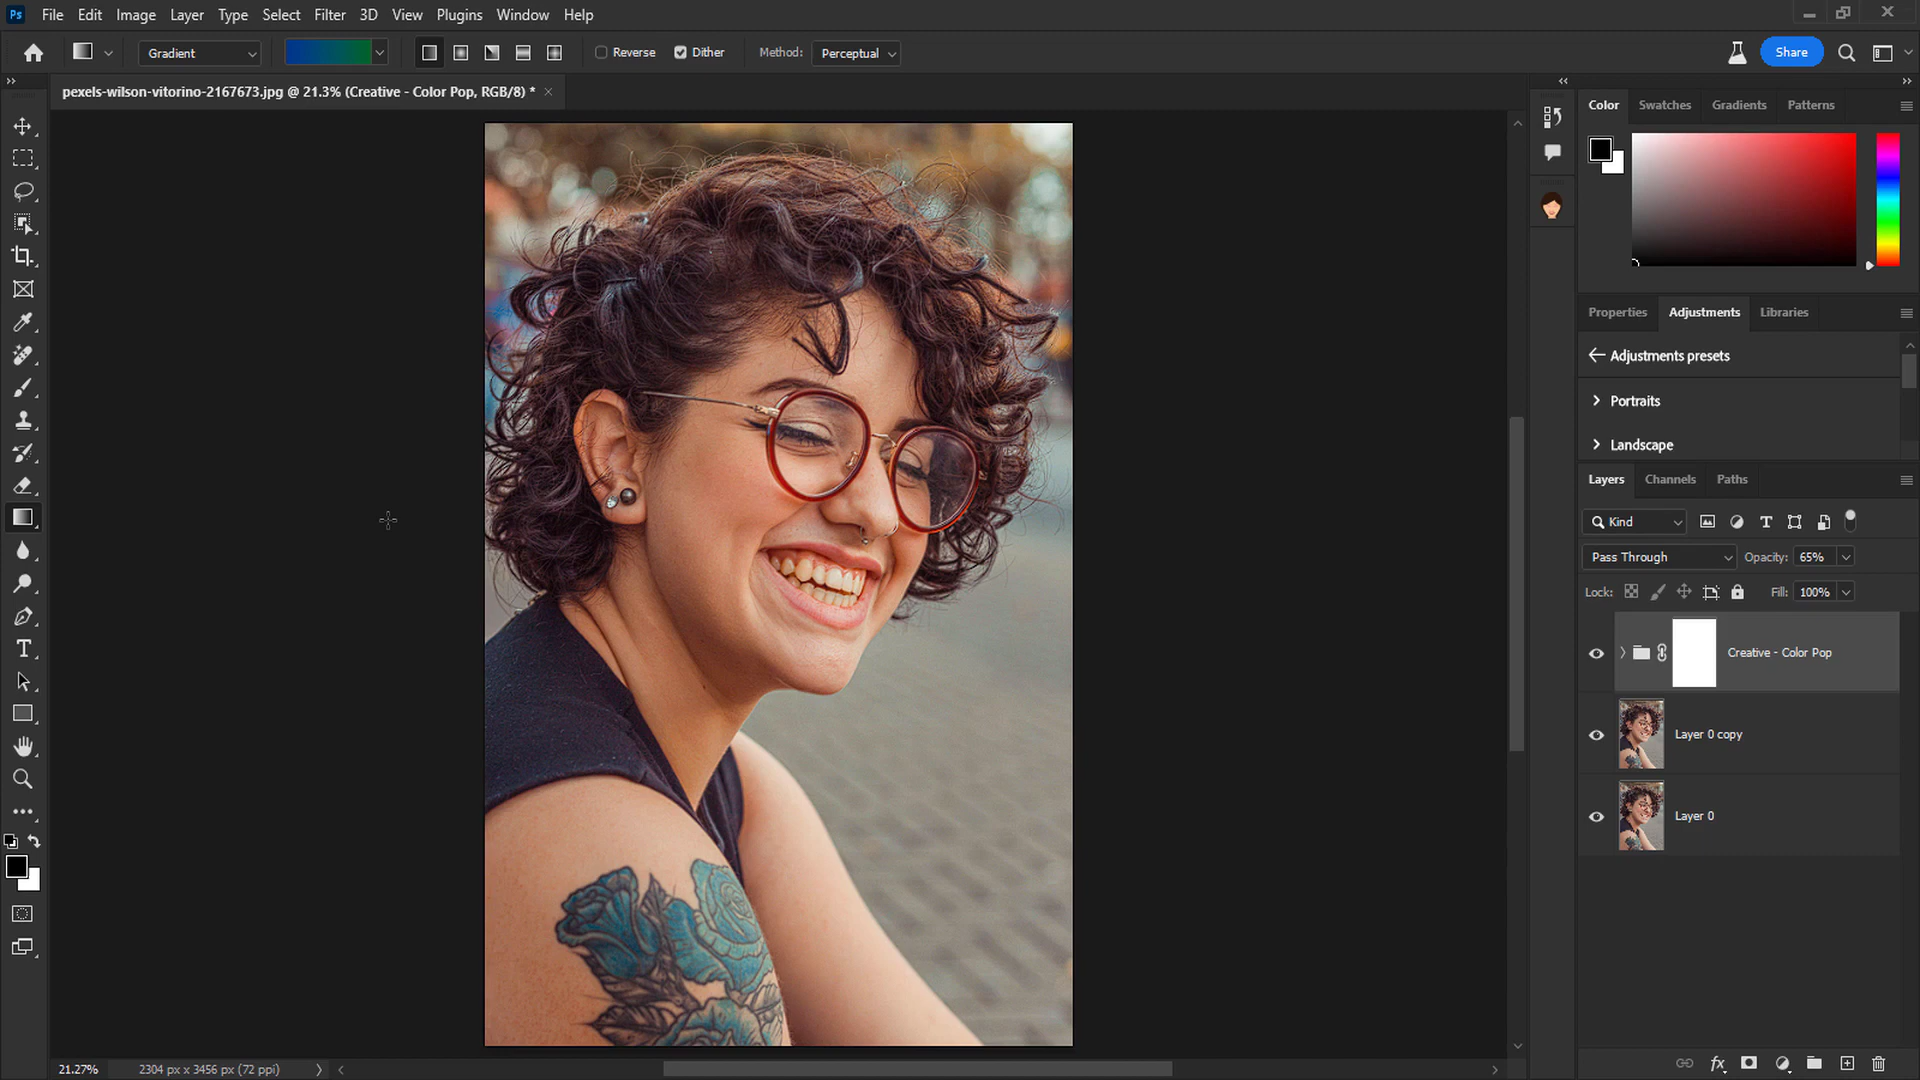 Ps File Edit Image Layer Type Select Filter 3D View Plugins Window Help
Gradient Reverse Dither Method: Perceptual Share
pexels-wilson-vitorino-2167673.jpg @ 21.3% (Creative - Color Pop, RGB/8) *
Color Swatches Gradients Patterns
Properties Adjustments Libraries
Adjustments presets
Portraits
Landscape
Layers Channels Paths
Kind
Pass Through Opacity: 65%
Lock: Fill: 100%
Creative - Color Pop
Layer 0 copy
Layer 0
21.27% 2304 px x 3456 px (72 ppi)